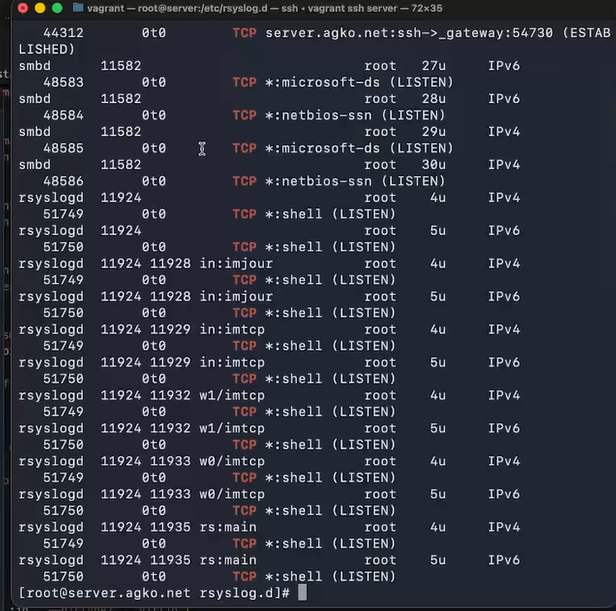 vagrant — root@server:/etc/rsyslog.d — ssh ‹ vagrant ssh server — 72×35
44312 0t0 TCP server.agko.net:ssh->_gateway:54730 (ESTAB
LISHED)
smbd 11582 root 27u IPv6
48583 0t0 TCP *:microsoft-ds (LISTEN)
smbd 11582 root 28u IPv6
48584 0t0 TCP *:netbios-ssn (LISTEN)
smbd 11582 root 29u IPv4
48585 0t0 TCP *:microsoft-ds (LISTEN)
smbd 11582 root 30u IPv4
48586 0t0 TCP *:netbios-ssn (LISTEN)
rsyslogd 11924 root 4u IPv4
51749 0t0 TCP *:shell (LISTEN)
rsyslogd 11924 root 5u IPv6
51750 0t0 TCP *:shell (LISTEN)
rsyslogd 11924 11928 in:imjour root 4u IPv4
51749 0t0 TCP *:shell (LISTEN)
rsyslogd 11924 11928 in:imjour root 5u IPv6
51750 0t0 TCP *:shell (LISTEN)
rsyslogd 11924 11929 in:imtcp root 4u IPv4
51749 0t0 TCP *:shell (LISTEN)
rsyslogd 11924 11929 in:imtcp root 5u IPv6
51750 0t0 TCP *:shell (LISTEN)
rsyslogd 11924 11932 w1/imtcp root 4u IPv4
51749 0t0 TCP *:shell (LISTEN)
rsyslogd 11924 11932 w1/imtcp root 5u IPv6
51750 0t0 TCP *:shell (LISTEN)
rsyslogd 11924 11933 w0/imtcp root 4u IPv4
51749 0t0 TCP *:shell (LISTEN)
rsyslogd 11924 11933 w0/imtcp root 5u IPv6
51750 0t0 TCP *:shell (LISTEN)
rsyslogd 11924 11935 rs:main root 4u IPv4
51749 0t0 TCP *:shell (LISTEN)
rsyslogd 11924 11935 rs:main root 5u IPv6
51750 0t0 TCP *:shell (LISTEN)
[root@server.agko.net rsyslog.d]#